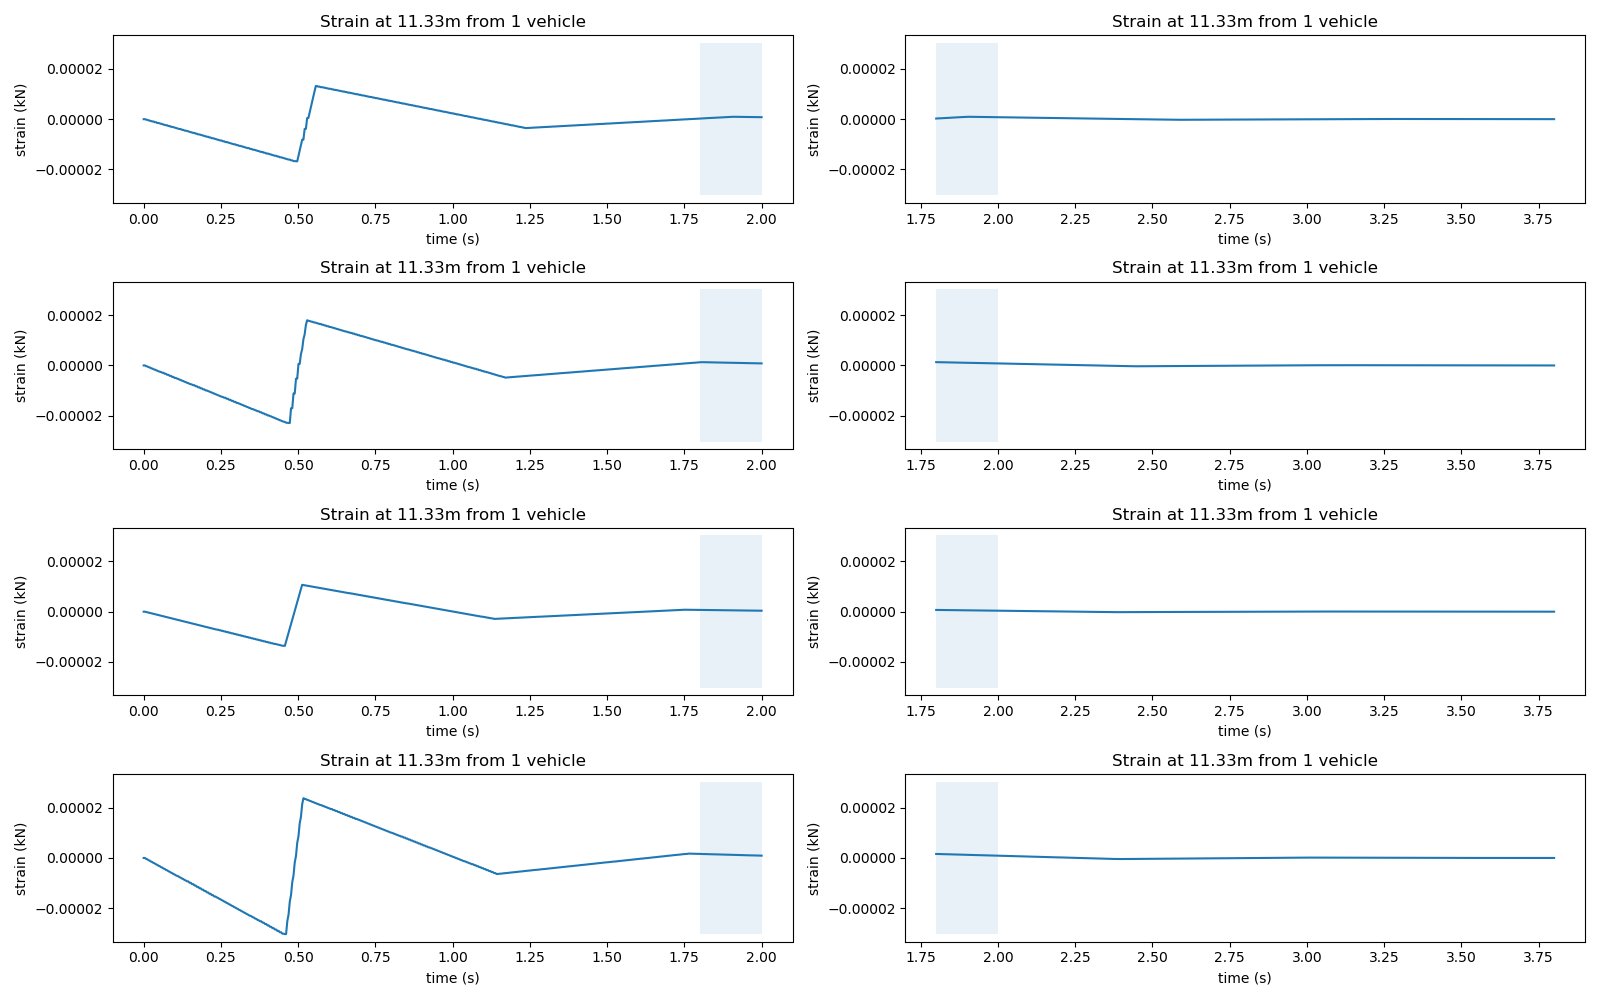 Strain at 11.33m from 1 vehicle
strain (kN)
0.00002
0.00000
−0.00002
0.00 0.25 0.50 0.75 1.00 1.25 1.50 1.75 2.00
time (s)
Strain at 11.33m from 1 vehicle
strain (kN)
0.00002
0.00000
−0.00002
1.75 2.00 2.25 2.50 2.75 3.00 3.25 3.50 3.75
time (s)
Strain at 11.33m from 1 vehicle
strain (kN)
0.00002
0.00000
−0.00002
0.00 0.25 0.50 0.75 1.00 1.25 1.50 1.75 2.00
time (s)
Strain at 11.33m from 1 vehicle
strain (kN)
0.00002
0.00000
−0.00002
1.75 2.00 2.25 2.50 2.75 3.00 3.25 3.50 3.75
time (s)
Strain at 11.33m from 1 vehicle
strain (kN)
0.00002
0.00000
−0.00002
0.00 0.25 0.50 0.75 1.00 1.25 1.50 1.75 2.00
time (s)
Strain at 11.33m from 1 vehicle
strain (kN)
0.00002
0.00000
−0.00002
1.75 2.00 2.25 2.50 2.75 3.00 3.25 3.50 3.75
time (s)
Strain at 11.33m from 1 vehicle
strain (kN)
0.00002
0.00000
−0.00002
0.00 0.25 0.50 0.75 1.00 1.25 1.50 1.75 2.00
time (s)
Strain at 11.33m from 1 vehicle
strain (kN)
0.00002
0.00000
−0.00002
1.75 2.00 2.25 2.50 2.75 3.00 3.25 3.50 3.75
time (s)